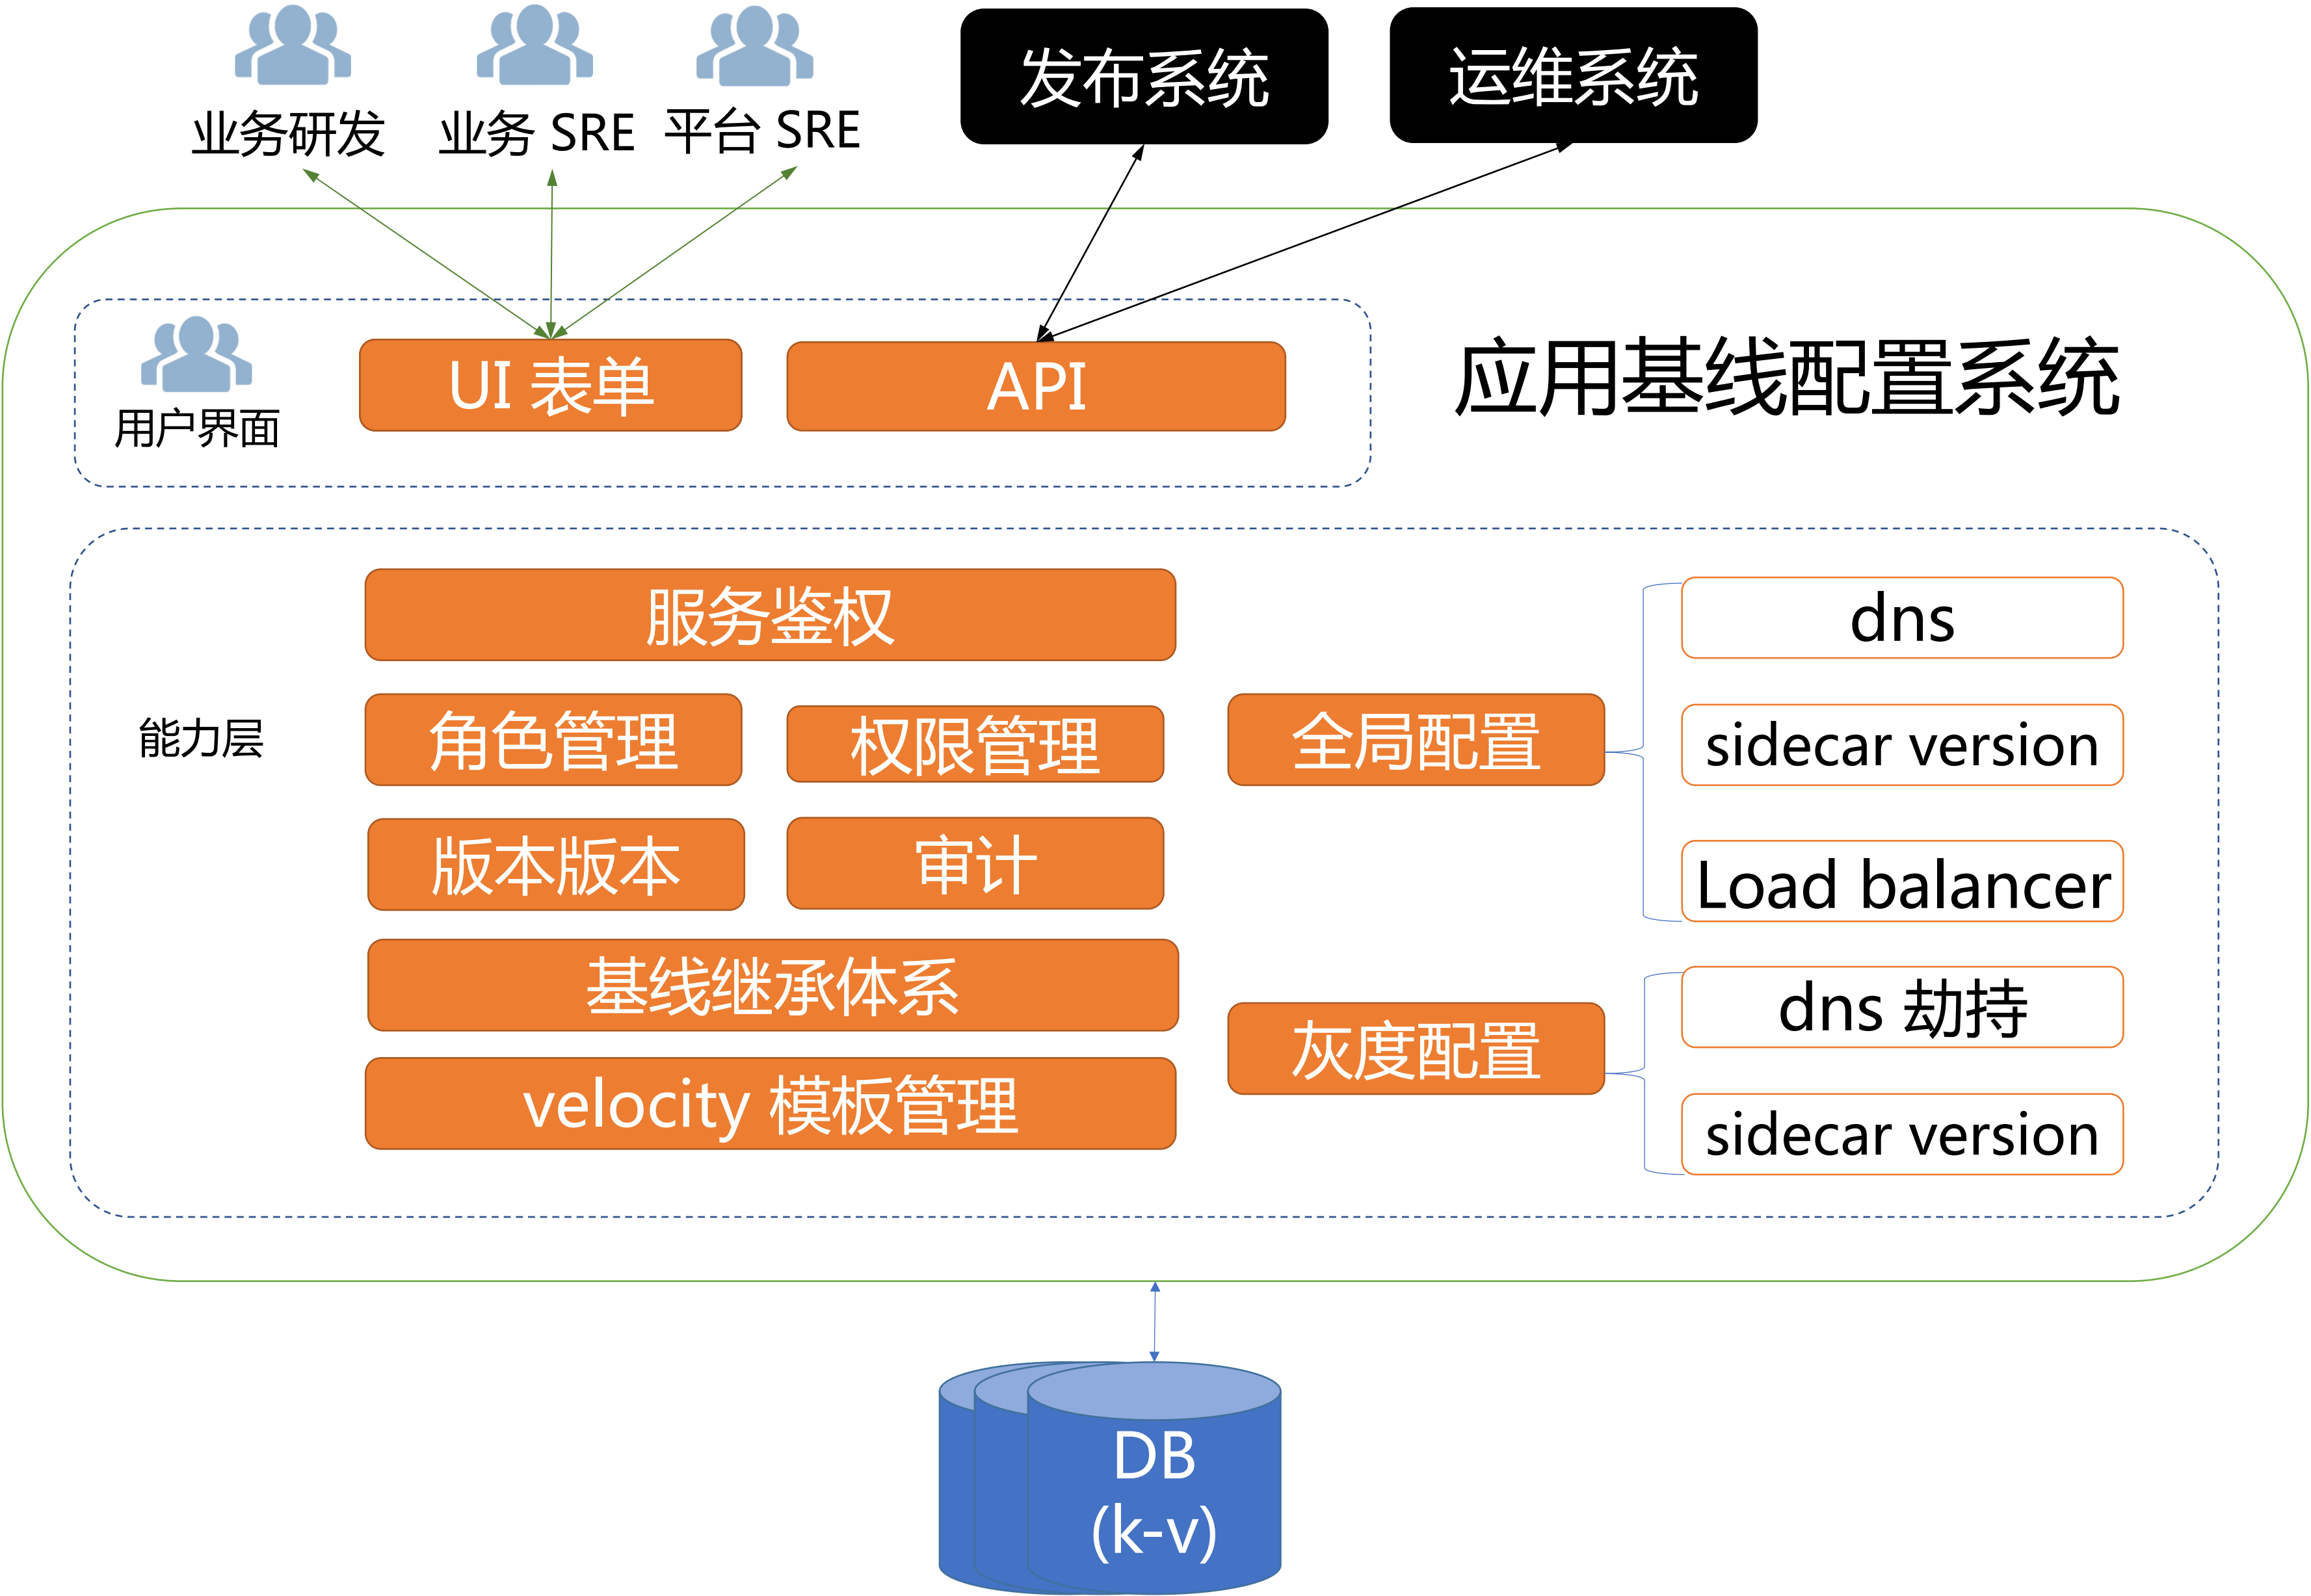 业务研发
业务 SRE
平台 SRE
发布系统
运维系统
用户界面
UI 表单
API
应用基线配置系统
能力层
服务鉴权
角色管理
权限管理
版本版本
审计
基线继承体系
velocity 模板管理
全局配置
dns
sidecar version
Load balancer
灰度配置
dns 劫持
sidecar version
DB
(k-v)